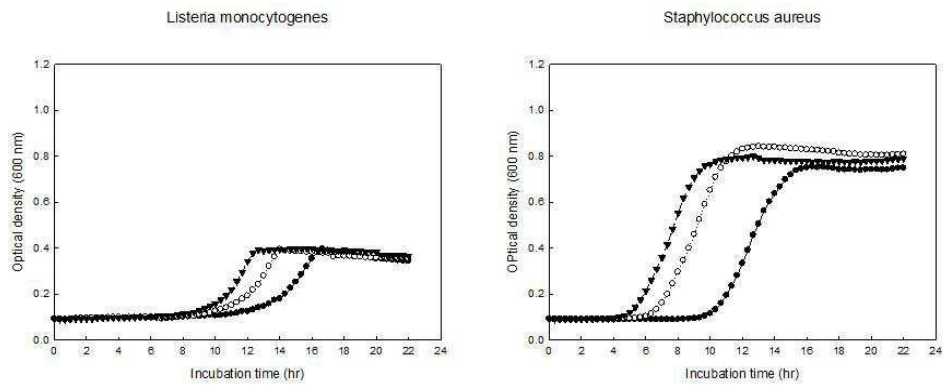 Listeria monocytogenes
1.2
1.0
0.8
0.6
0.4
0.2
0.0
Optical density (600 nm)
0 2 4 6 8 10 12 14 16 18 20 22 24
Incubation time (hr)
Staphylococcus aureus
1.2
1.0
0.8
0.6
0.4
0.2
0.0
OPtical density (600 nm)
0 2 4 6 8 10 12 14 16 18 20 22 24
Incubation time (hr)